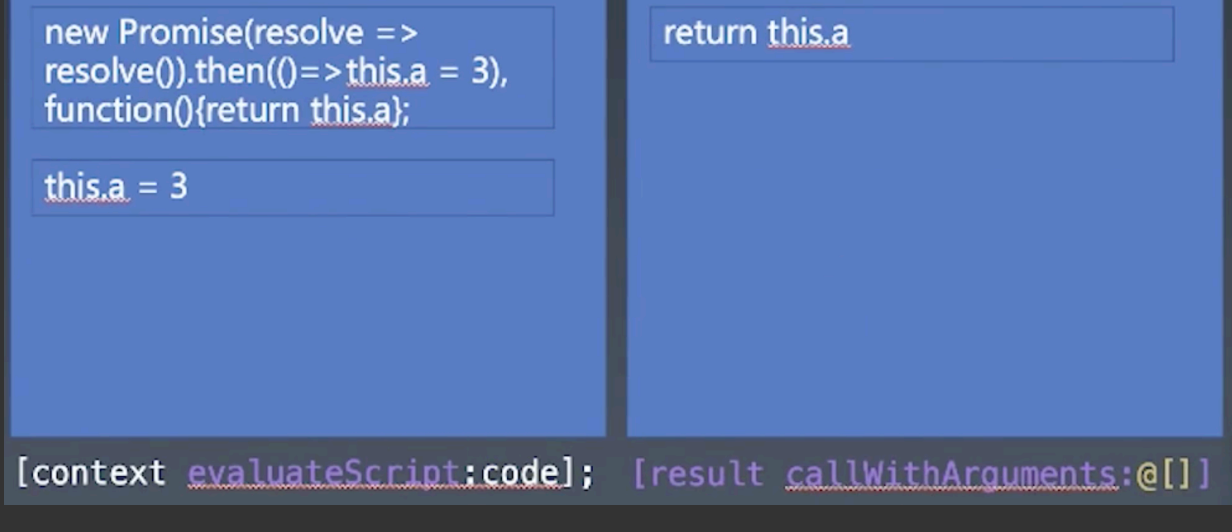 new Promise(resolve =>
resolve()).then(()=>this.a = 3),
function(){return this.a};
this.a = 3
[context evaluateScript:code];
return this.a
[result callWithArguments:@[]]